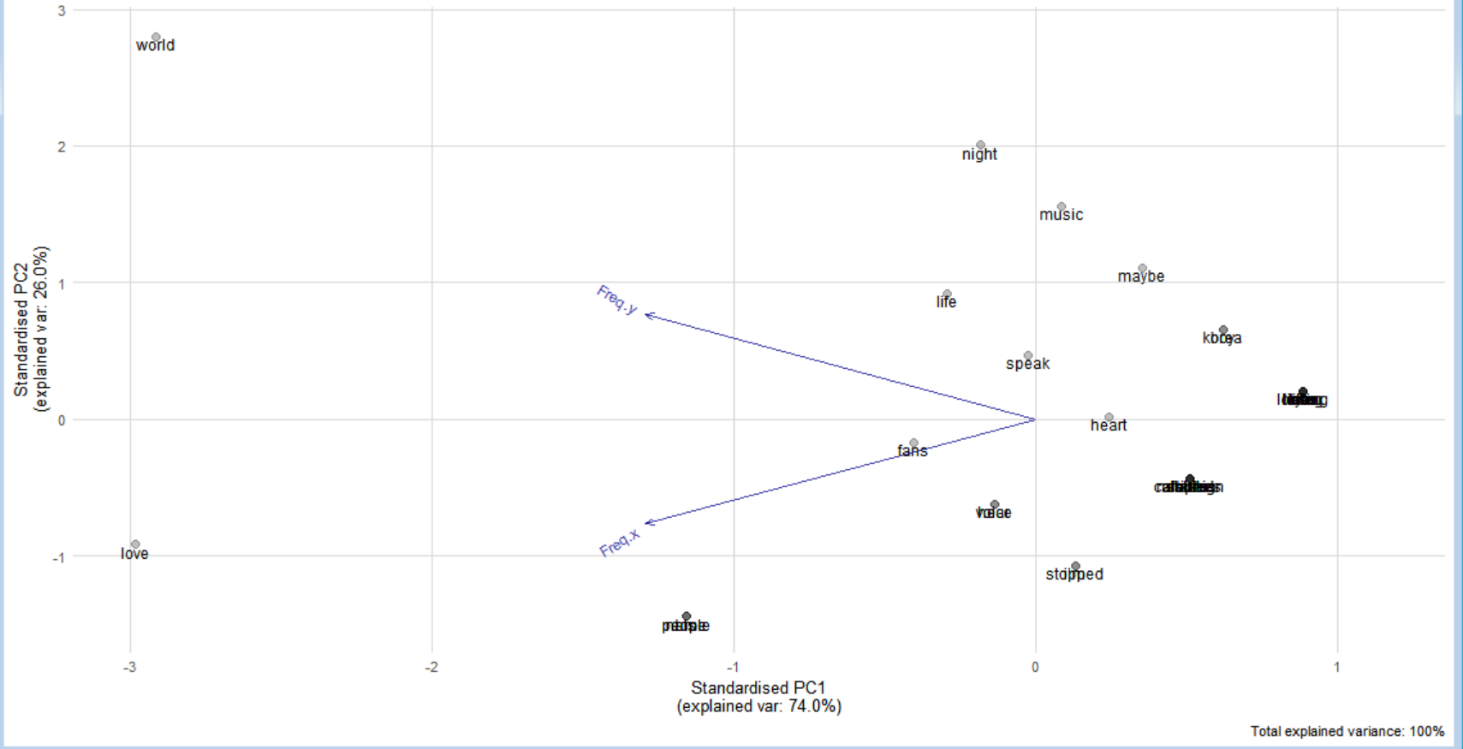 3
world
2
night
music
maybe
Standardised PC2
(explained var: 26.0%)
1
Freq.y
life
korea
speak
0
heart
fans
Freq.x
-1
love
stopped
people
-3
-2
-1
0
1
Standardised PC1
(explained var: 74.0%)
Total explained variance: 100%